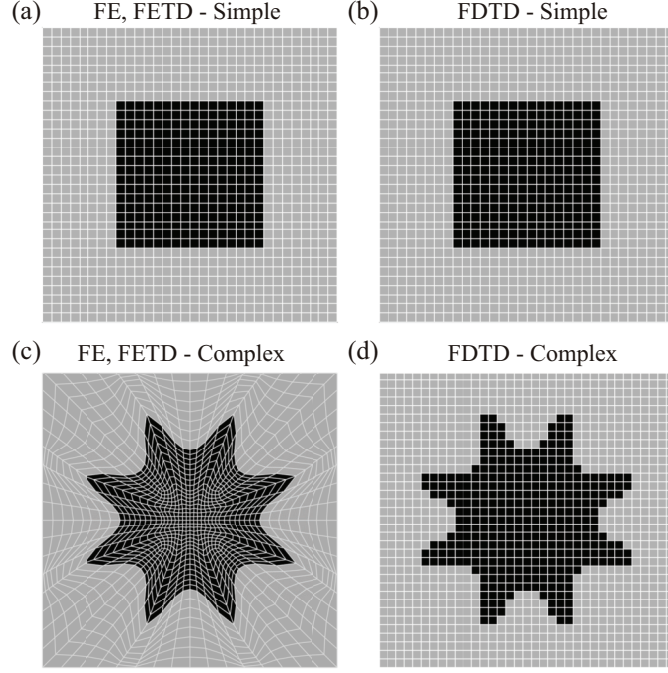 (a) FE, FETD - Simple
(b) FDTD - Simple
(c) FE, FETD - Complex
(d) FDTD - Complex